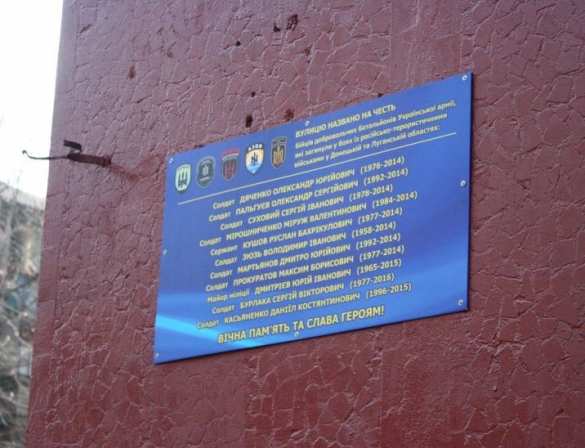 ВУЛИЦЮ НАЗВАНО НА ЧЕСТЬ
бійців добровольчих батальйонів Української армії,
які загинули у боях із російсько-терористичними
військами у Донецькій та Луганській областях:
АЗОВ
Солдат ДЯЧЕНКО ОЛЕКСАНДР ЮРІЙОВИЧ (1976-2014)
Солдат ПАЛЬГУЄВ ОЛЕКСАНДР СЕРГІЙОВИЧ (1992-2014)
Солдат СУХОВИЙ СЕРГІЙ ІВАНОВИЧ (1978-2014)
Солдат МІРОШНИЧЕНКО МІРУЖ ВАЛЕНТИНОВИЧ (1984-2014)
Сержант КУШОВ РУСЛАН БАХРІКУЛОВИЧ (1977-2014)
Солдат ЗЮЗЬ ВОЛОДИМИР ІВАНОВИЧ (1958-2014)
Солдат МАРТЬЯНОВ ДМИТРО ЮРІЙОВИЧ (1992-2014)
Солдат ПРОКУРАТОВ МАКСИМ БОРИСОВИЧ (1977-2014)
Майор міліції ДМИТРІЄВ ЮРІЙ ІВАНОВИЧ (1965-2015)
Солдат БУРЛАКА СЕРГІЙ ВІКТОРОВИЧ (1977-2016)
Солдат КАСЬЯНЕНКО ДАНІЇЛ КОСТЯНТИНОВИЧ (1996-2015)
ВІЧНА ПАМ'ЯТЬ ТА СЛАВА ГЕРОЯМ!